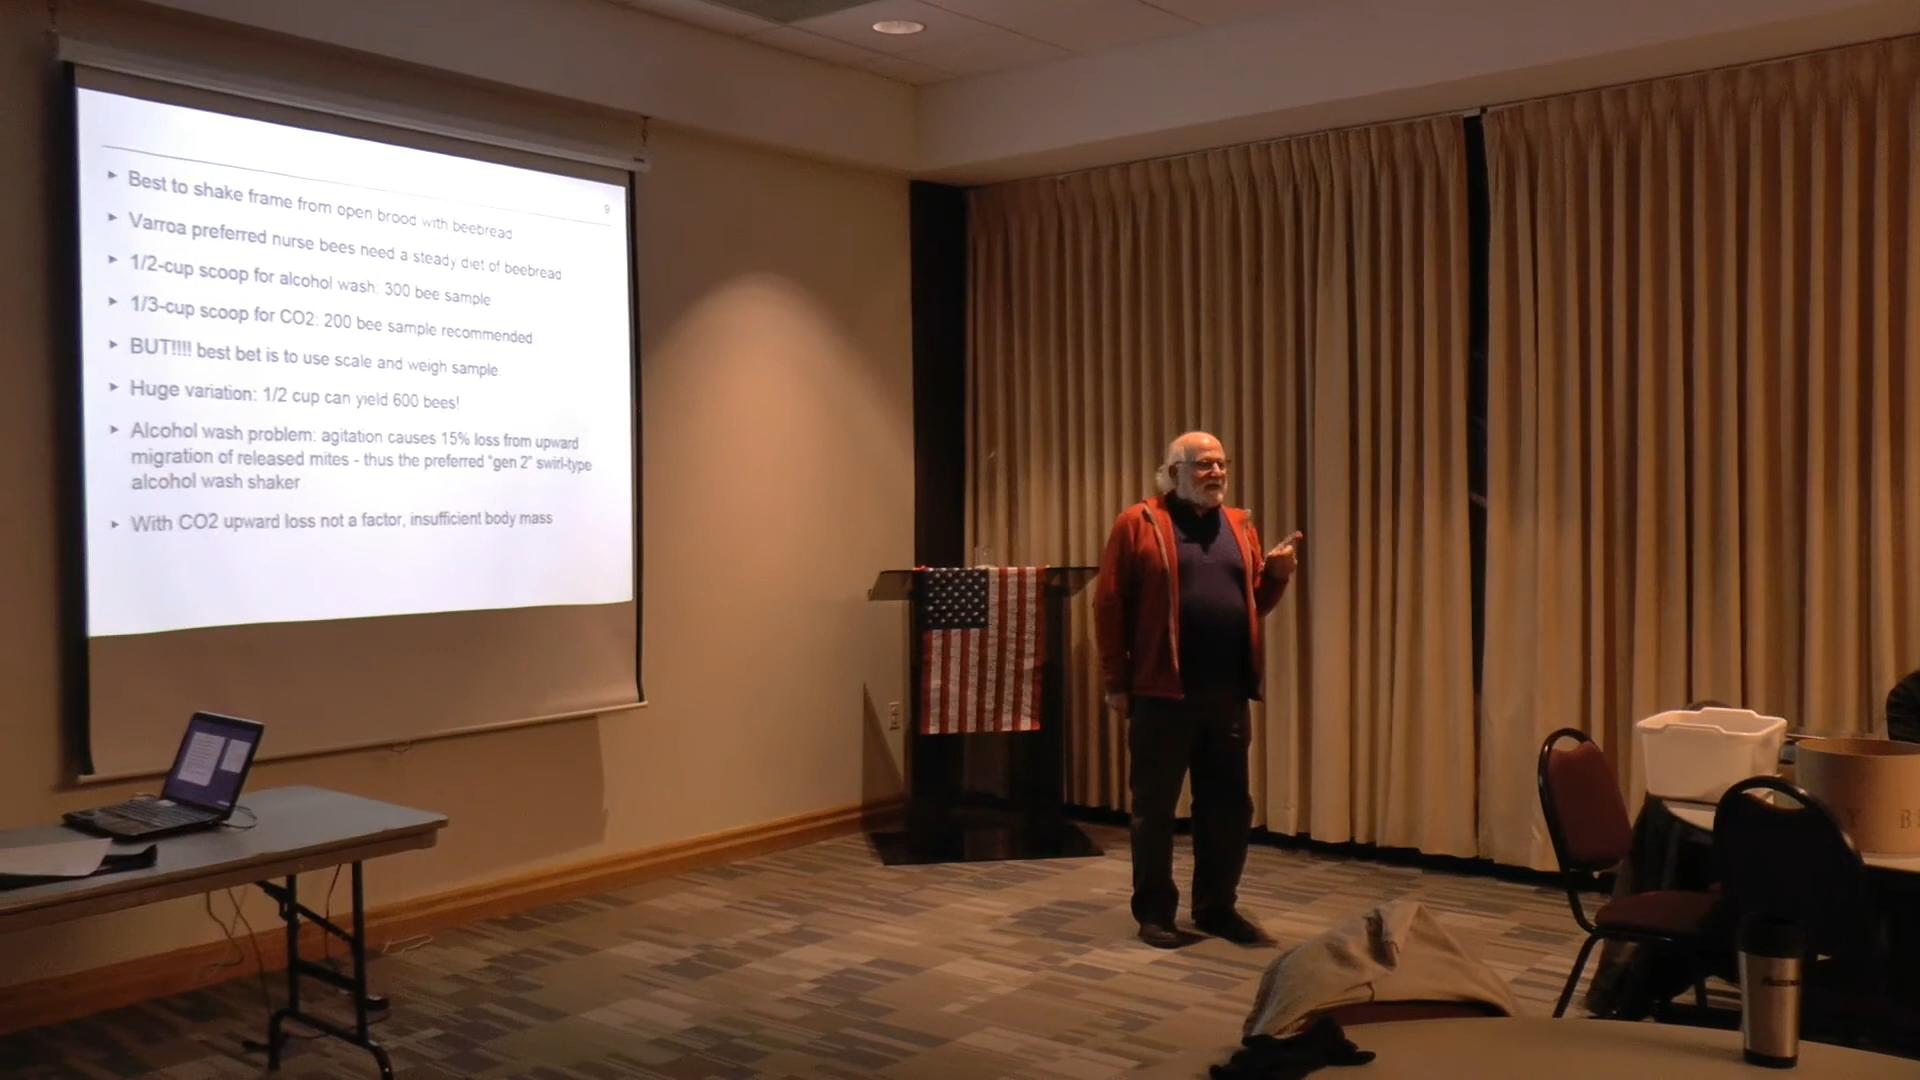 9
▸ Best to shake frame from open brood with beebread
▸ Varroa preferred nurse bees need a steady diet of beebread
▸ 1/2-cup scoop for alcohol wash: 300 bee sample
▸ 1/3-cup scoop for CO2: 200 bee sample recommended
▸ BUT!!!! best bet is to use scale and weigh sample.
▸ Huge variation: 1/2 cup can yield 600 bees!
▸ Alcohol wash problem: agitation causes 15% loss from upward
migration of released mites - thus the preferred "gen 2" swirl-type
alcohol wash shaker
▸ With CO2 upward loss not a factor, insufficient body mass